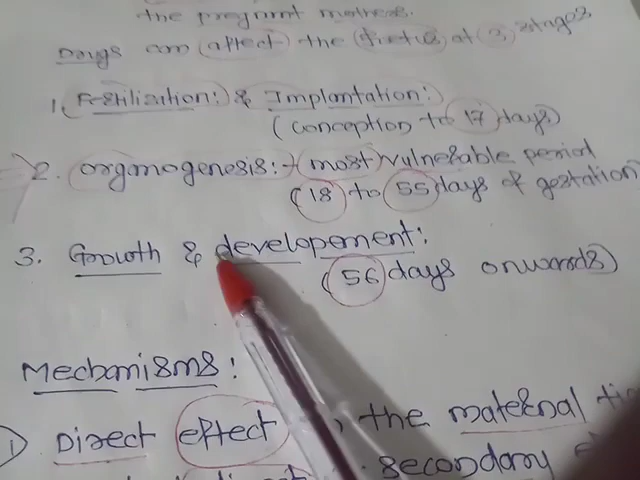 the pregnant mothers.
Drugs can affect the fuetus at 3 stages
1. Fertilization: & Implantation:
(conception to 17 days)
2. organogenesis: → most vulnerable period
(18 to 55 days of gestation
3. Growth & developement:
(56 days onwards)
Mechanisms:
1) Direct effect the maternal
secondary